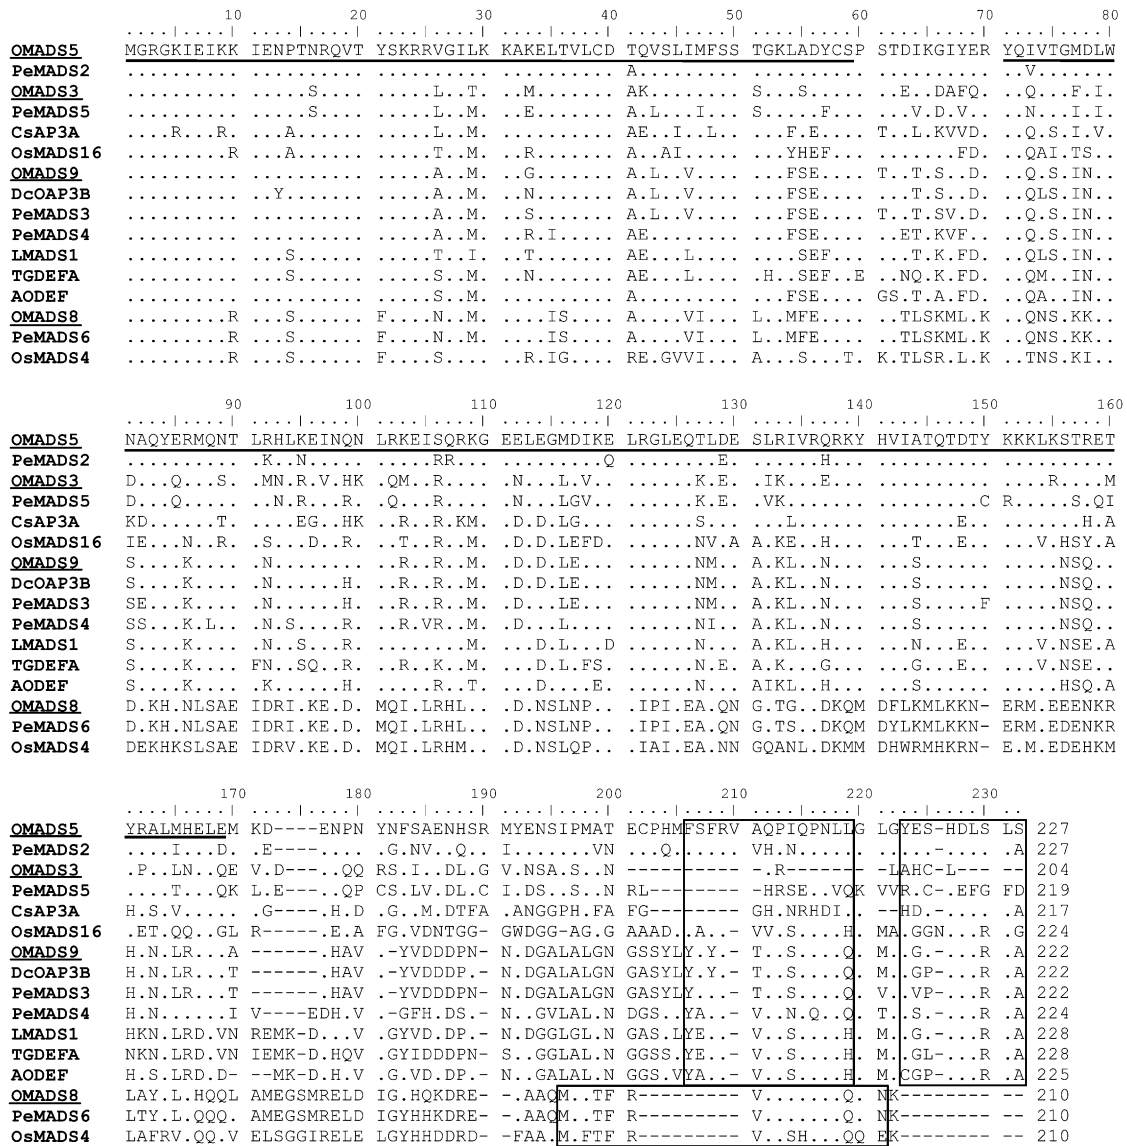 10 20 30 40 50 60 70 80
OMADS5 MGRGKIEIKK IENPTNRQVT YSKRRVGILK KAKELTVLCD TQVSLIMFSS TGKLADYCSP STDIKGIYER YQIVTGMDLW
PeMADS2 .......... .......... .......... .......... A......... .......... .......... ..V.......
OMADS3 .......... .....S.... .....L..M. ..M....... AK........ S...S..... ..E..DAFQ. ..Q...F.I.
PeMADS5 .......... .....S.... .....L..M. ..E....... A.L...I... S....F.... ...V.D.V.. ..N...I.I.
CsAP3A ....R...R. ...A...... .....L..M. .......... AE..I..L.. ...F.E.... T..L.KVVD. ..Q.S.I.V.
OsMADS16 .........R ...A...... .....T..M. ..R....... A..SI..... ...YHEF... .......FD. ..QAI.TS..
OMADS9 .......... .......... .....A..M. ..G....... A.L..V.... ...FSE.... T..T.S..D. ..Q.S.IN..
DcOAP3B .......... ..Y....... .....A..M. ..N....... A.L..V.... ...FSE.... ...T.S..D. ..QLS.IN..
PeMADS3 .......... .......... .....A..M. ..S....... A.L..V.... ...FSE.... T..T.SV.D. ..Q.S.IN..
PeMADS4 .......... .......... .....A..M. ..R.I..... AE........ ...FSE.... ..ET.KVF.. ..Q.S.IN..
LMADS1 .......... ...S...... .....T..I. ..T....... AE...L.... ....SEF... ...T.K.FD. ..QLS.IN..
TGDEFA .......... ...S...... .....S..M. ..N....... AE...L.... .H..SEF..E ..NQ.K.FD. ..QM..IN..
AODEF .......... .......... .....S..M. .......... A......... ...FSE.... GS.T.A.FD. ..QA..IN..
OMADS8 .........R ...S...... F....N..M. ....IS.... A....VI... L..MFE.... ..TLSKML.K ..QNS.KK..
PeMADS6 .........R ...S...... F....N..M. ....IS.... A....VI... L..MFE.... ..TLSKML.K ..QNS.KK..
OsMADS4 .........R ...S...... F....S.... ..R.IG.... RE.GVVI... A...S...T. K.TLSR.L.K ..TNS.KI..
90 100 110 120 130 140 150 160
OMADS5 NAQYERMQNT LRHLKEINQN LRKEISQRKG EELEGMDIKE LRGLEQTLDE SLRIVRQRKY HVIATQTDTY KKKLKSTRET
PeMADS2 .......... .K..N..... .....RR... .........Q .......E.. .....H.... .......... ..........
OMADS3 D..Q...S.. .MN.R.V.HK QM...R.... .N...L.V.. .....K.E.. .IK..E.... .......... ....R....M
PeMADS5 D..Q...... ..N.R..R.. Q....R.... .N...LGV.. .....K.E.. .VK....... .........C R....S.QI
CsAP3A KD.....T.. ....EG..HK ..R..R.KM. .D.D.LG... .....S.... ...L...... ......E... ......H.A
OsMADS16 IE...N..R. .S...D..R. ..T..R..M. .D.D.LEFD. .....NV.A A.KE..H... ...T..E... ...V.HSY.A
OMADS9 S....K.... .N........ ..R..R..M. .D.D.LE... .....NM... A.KL..N... ...S...... .....NSQ..
DcOAP3B S....K.... .N.....H.. ..R..R..M. .D.D.LE... .....NM... A.KL..N... ...S...... .....NSQ..
PeMADS3 SE...K.... .N.....H.. ..R..R..M. .D...LE... .....NM... A.KL..N... ...S.....F .....NSQ..
PeMADS4 SS...K.L.. .N.S...R.. ..R.VR..M. .D...L.... .....NI... A.KL..N... ...S...... .....NSQ..
LMADS1 S....K.... .N..S..R.. ........M. ...D.L...D .....N.... A.KL..H... ...N..E... ...V.NSE.A
TGDEFA S....K.... FN..SQ..R. ..R..K..M. ...D.L.FS. .....N.E.. A.K...G... ...G..E... ...V.NSE..
AODEF S....K.... .K.....H.. .....R..T. ...D....E. .....N.... AIKL..H... ...S...... .....HSQ.A
OMADS8 D.KH.NLSAE IDRI.KE.D. MQI.LRHL.. .D.NSLNP.. .IPI.EA.QN G.TG..DKQM DFLKMLKKN- ERM.EEENKR
PeMADS6 D.KH.NLSAE IDRI.KE.D. MQI.LRHL.. .D.NSLNP.. .IPI.EA.QN G.TS..DKQM DYLKMLKKN- ERM.EEENKR
OsMADS4 DEKHKSLSAE IDRV.KE.D. MQI.LRHM.. .D.NSLQP.. .IAI.EA.NN GQANL.DKMM DHWRMHKRN- E.M.EDEHKM
170 180 190 200 210 220 230
OMADS5 YRALMHELEM KD----ENPN YNFSAENHSR MYENSIPMAT ECPHMFSFRV AQPIQPNLLG LGYESHDLS LS 227
PeMADS2 ....I...D. .E----.... .G.NV..Q.. I......VN ...Q...... .VH.N..... ....-..... .A 227
OMADS3 .P..LN..QE V.D----.QQ RS.I..DL.G V.NSA.S..N ---------- ..R....... .LAHC-L--- -- 204
PeMADS5 ....T...QK L.E----.QP CS.LV.DL.C I.DS..S..N RL-------- .HRSE..VQK VVR.C-.EFG FD 219
CsAP3A H.S.V..... .G----.H.D .G..M.DTFA .ANGGPH.FA FG-------- .GH.NRHDI. ..HD.-.... .A 217
OsMADS16 .ET.QQ..GL R.----.E.A FG.VDNTGG- GWDGG-AG.G AAAD..A... .VV.S....H. MA.GGN...R .G 224
OMADS9 H.N.LR...A ------.HAV .-YVDDDPN- N.DGALALGN GSSYLY.Y.- .T..S....Q. M..G.-...R .A 222
DcOAP3B H.N.LR...T ------.HAV .YVDDDPN- N.DGALALGN GSSYLY.Y.- .T..S....Q. M..GP-...R .A 222
PeMADS3 H.N.LR...T ------.HAV .-YVDDDPN- N.DGALALGN GASYLY...- .T..S....Q. V..VP-...R .A 222
PeMADS4 H.N......I V----EDH.V .-GFH.DS.- N..GVLAL.N DGS..YA..- .V..N.Q..Q. T..S.-...R .A 224
LMADS1 HKN.LRD.VN REMK-D...V .GYVD.DP.- N.DGGLGL.N GAS.LYE..- .V..S....H. M..G.-...R .A 228
TGDEFA NKN.LRD.VN IEMK-D.HQV .GYIDDDP.- S..GGLAL.N GGSS.YE..- .V..S....H. M..GL-...R .A 228
AODEF H.S.LRD.D- -MK-D.H.V .G.VD.DP.- N.DGGLAL.N GGS.VYA..- .V..S....H. M.CGP-...R .A 225
OMADS8 LAY.L.HQQL AMEGSMRELD IG.HQKDRE- -.AAQM..TF R--------- .V......Q. NK--------- -- 210
PeMADS6 LTY.L.QQQ. AMEGSMRELD IGYHHKDRE- -.AAQM..TF R--------- .V......Q. NK--------- -- 210
OsMADS4 LAFRV.QQ.V ELSGGIRELE LGYHHDDRD- -FAA.M.FTF R--------- .V.SH...QQ EK--------- -- 210